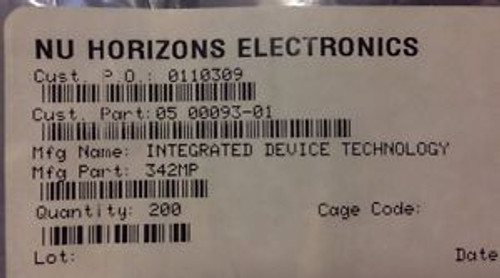 NU HORIZONS ELECTRONICS
Cust. P.O.: 0110309
Cust. Part:05 00093-01
Mfg Name: INTEGRATED DEVICE TECHNOLOGY
Mfg Part: 342MP
Quantity: 200 Cage Code:
Lot: Date